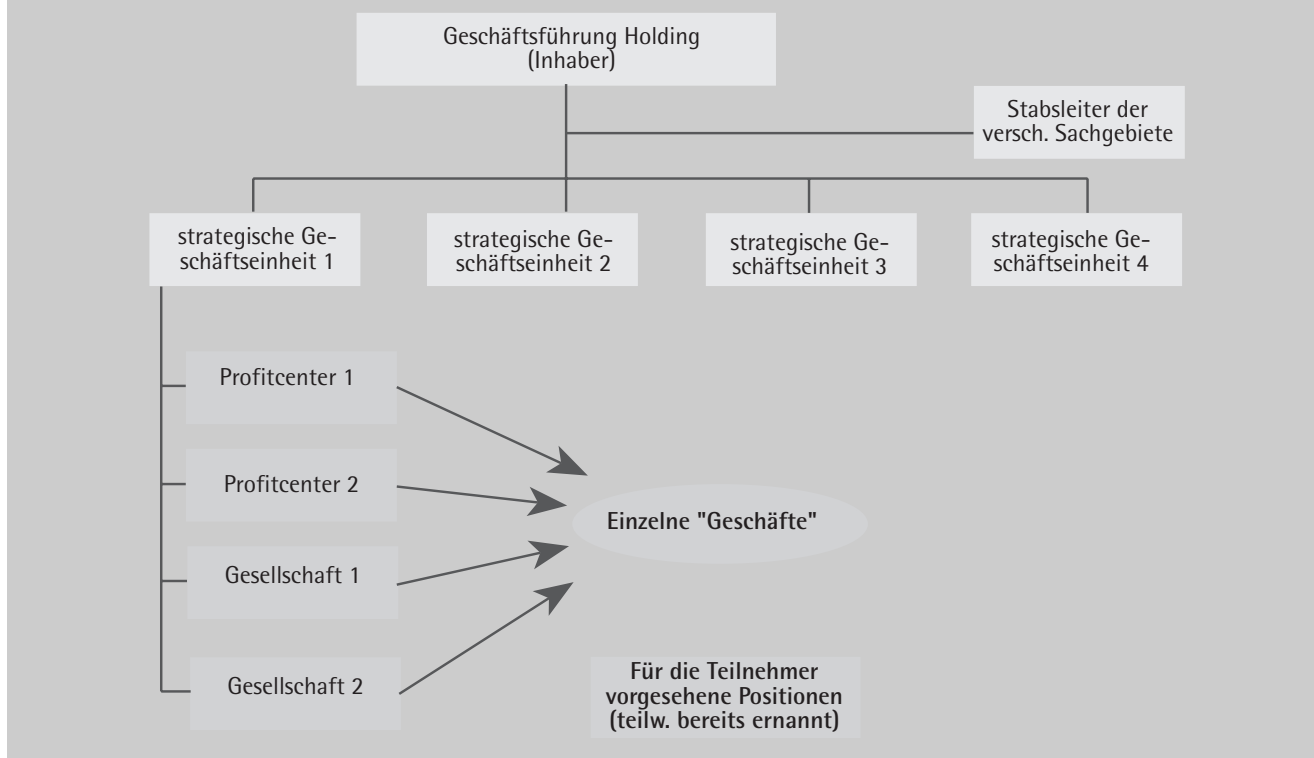 Geschäftsführung Holding
(Inhaber)
Stabsleiter der
versch. Sachgebiete
strategische Ge-
schäftseinheit 1
strategische Ge-
schäftseinheit 2
strategische Ge-
schäftseinheit 3
strategische Ge-
schäftseinheit 4
Profitcenter 1
Profitcenter 2
Einzelne "Geschäfte"
Gesellschaft 1
Gesellschaft 2
Für die Teilnehmer
vorgesehene Positionen
(teilw. bereits ernannt)